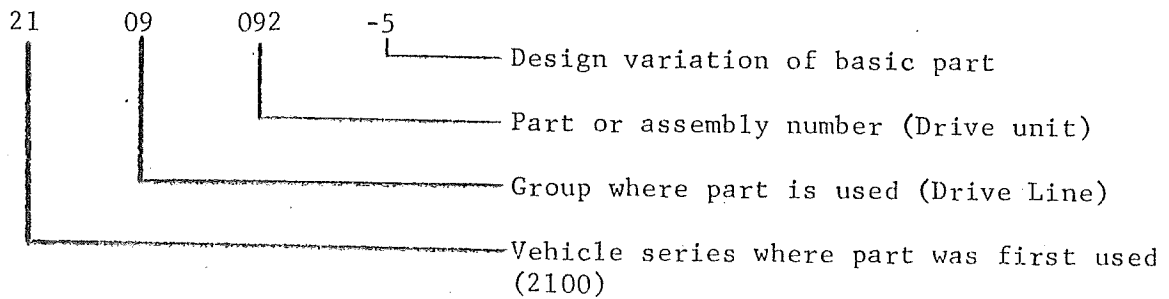 21 09 092 -5
Design variation of basic part
Part or assembly number (Drive unit)
Group where part is used (Drive Line)
Vehicle series where part was first used
(2100)